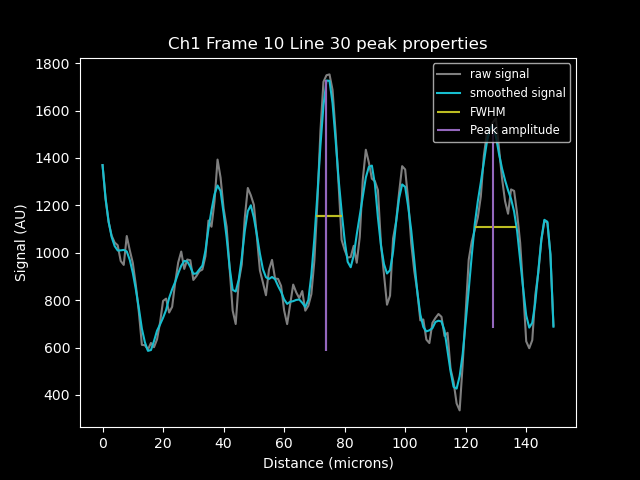 Ch1 Frame 10 Line 30 peak properties
raw signal
smoothed signal
FWHM
Peak amplitude
Signal (AU)
1800
1600
1400
1200
1000
800
600
400
0 20 40 60 80 100 120 140
Distance (microns)